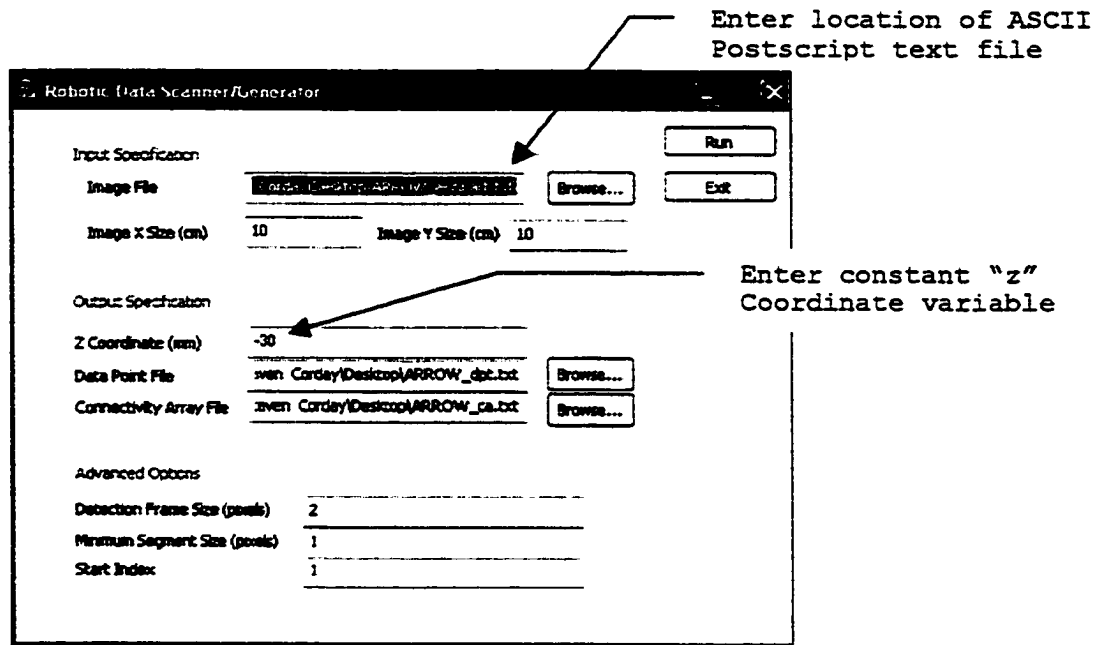 Enter location of ASCII
Postscript text file
Robotic Data Scanner/Generator
Input Specification
Run
Image File
Browse...
Exit
Image X Size (cm) 10 Image Y Size (cm) 10
Enter constant "z"
Coordinate variable
Output Specification
Z Coordinate (mm) -30
Data Point File Corday\Desktop\ARROW_dpt.txt Browse...
Connectivity Array File Corday\Desktop\ARROW_ca.txt Browse...
Advanced Options
Detection Frame Size (pixels) 2
Minimum Segment Size (pixels) 1
Start Index 1